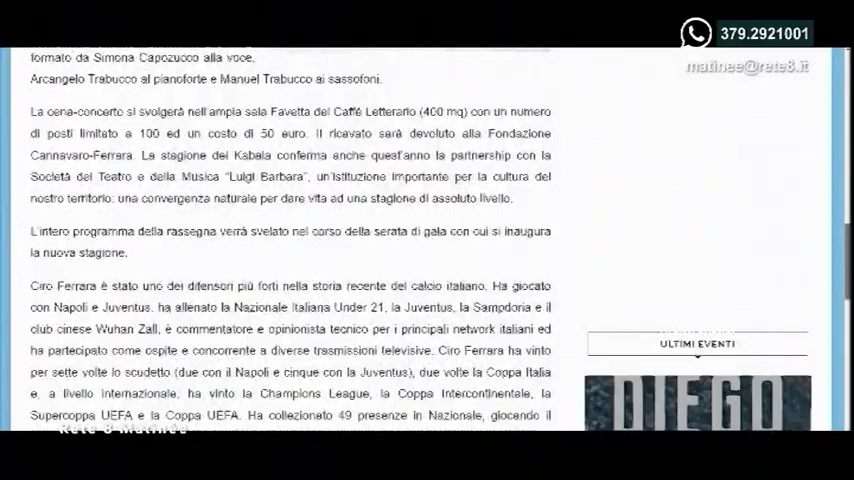 379.2921001
matinee@rete8.it
formato da Simona Capozucco alla voce,
Arcangelo Trabucco al pianoforte e Manuel Trabucco ai sassofoni.
La cena-concerto si svolgerà nell'ampia sala Favetta del Caffé Letterario (400 mq) con un numero
di posti limitato a 100 ed un costo di 50 euro. Il ricavato sarà devoluto alla Fondazione
Cannavaro-Ferrara. La stagione del Kabala conferma anche quest'anno la partnership con la
Società del Teatro e della Musica "Luigi Barbara", un'istituzione importante per la cultura del
nostro territorio: una convergenza naturale per dare vita ad una stagione di assoluto livello.
L'intero programma della rassegna verrà svelato nel corso della serata di gala con cui si inaugura
la nuova stagione.
Ciro Ferrara è stato uno dei difensori più forti nella storia recente del calcio italiano. Ha giocato
con Napoli e Juventus, ha allenato la Nazionale Italiana Under 21, la Juventus, la Sampdoria e il
club cinese Wuhan Zall, è commentatore e opinionista tecnico per i principali network italiani ed
ha partecipato come ospite e concorrente a diverse trasmissioni televisive. Ciro Ferrara ha vinto
per sette volte lo scudetto (due con il Napoli e cinque con la Juventus), due volte la Coppa Italia
e, a livello internazionale, ha vinto la Champions League, la Coppa Intercontinentale, la
Supercoppa UEFA e la Coppa UEFA. Ha collezionato 49 presenze in Nazionale, giocando il
ULTIMI EVENTI
DIEGO
Rete 8 Matinée